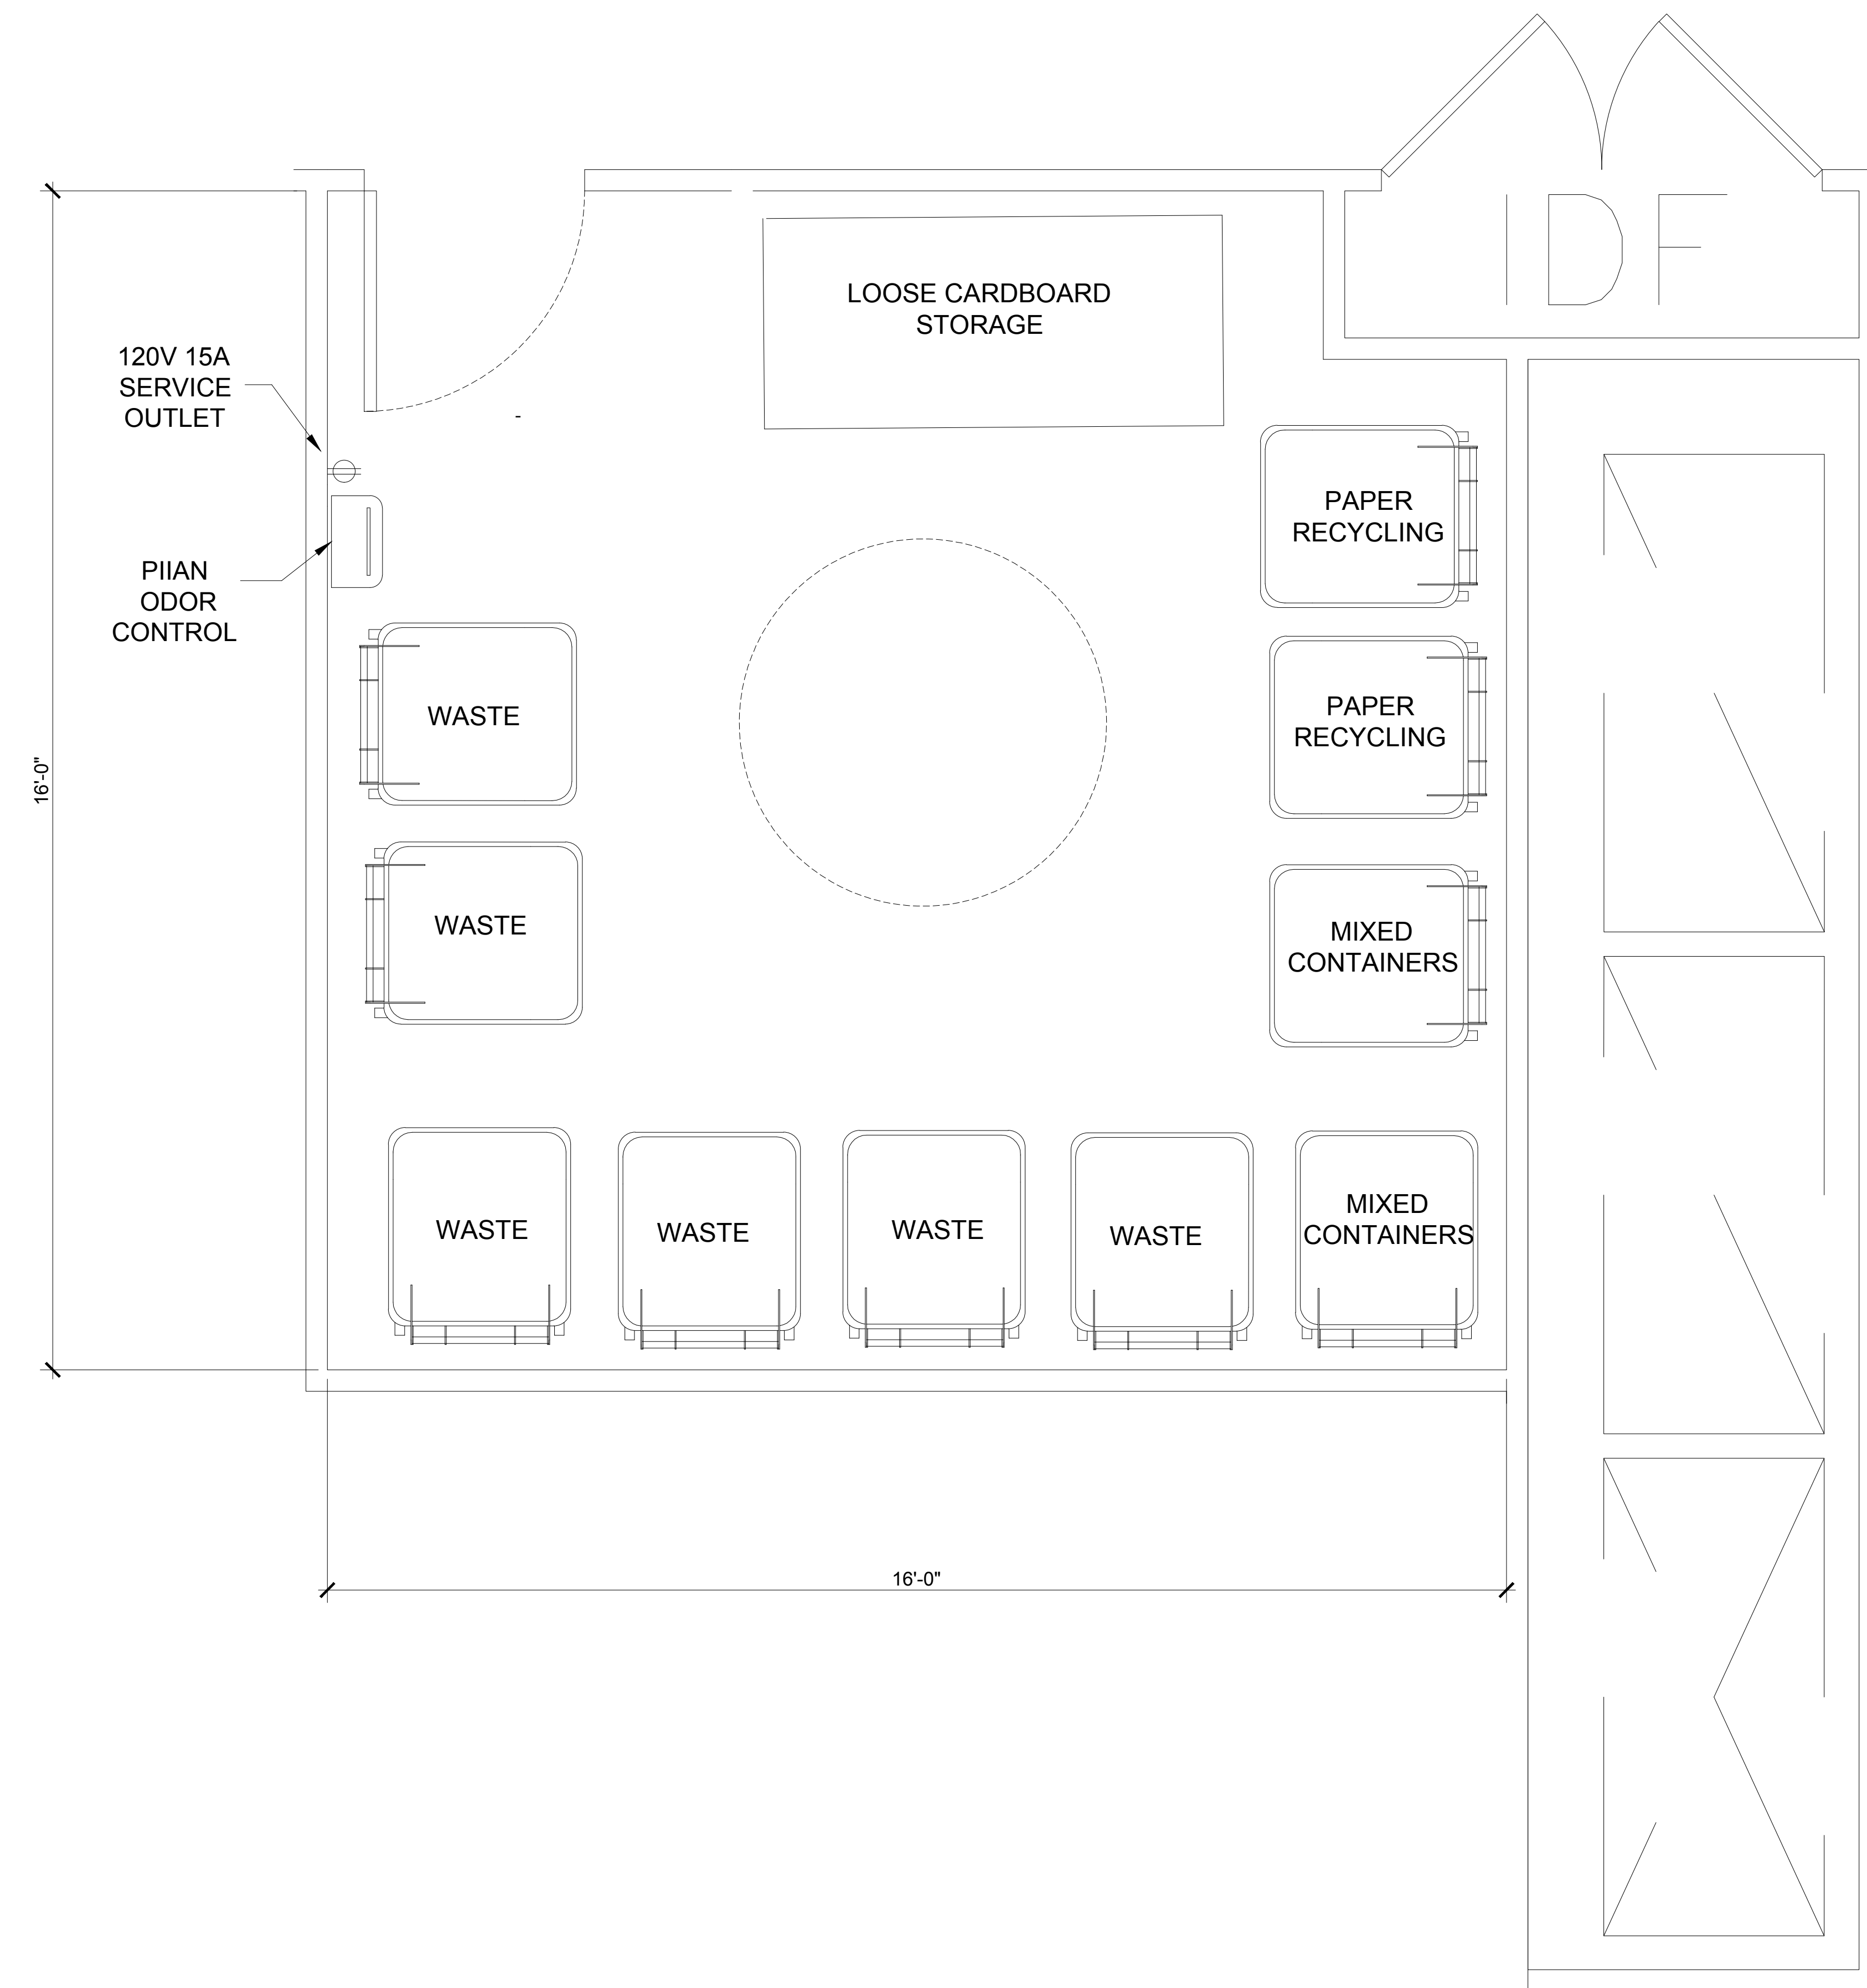 IDF
LOOSE CARDBOARD
STORAGE
120V 15A
SERVICE
OUTLET
PIIAN
ODOR
CONTROL
PAPER
RECYCLING
WASTE
PAPER
RECYCLING
16'-0"
WASTE
MIXED
CONTAINERS
WASTE
WASTE
WASTE
WASTE
MIXED
CONTAINERS
16'-0"